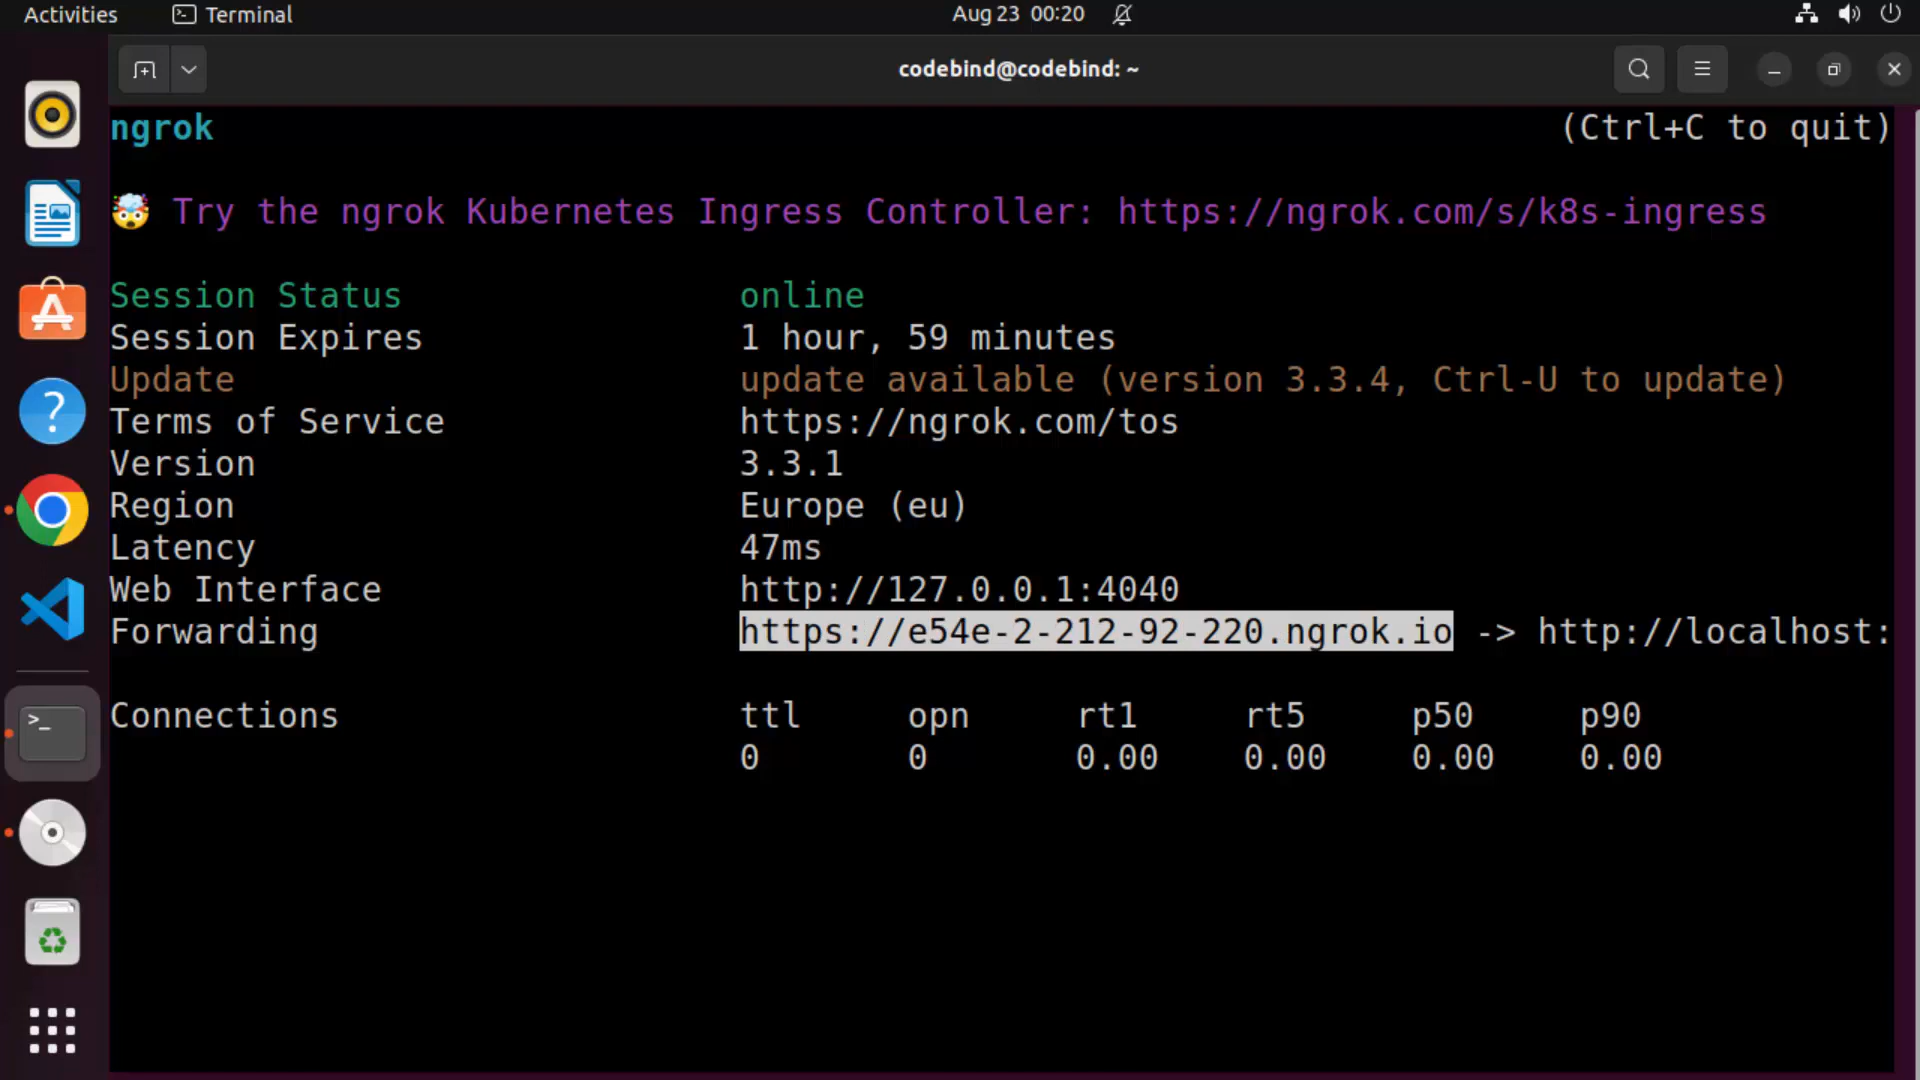 Activities Terminal Aug 23 00:20
codebind@codebind: ~
ngrok (Ctrl+C to quit)
🤯 Try the ngrok Kubernetes Ingress Controller: https://ngrok.com/s/k8s-ingress
Session Status online
Session Expires 1 hour, 59 minutes
Update update available (version 3.3.4, Ctrl-U to update)
Terms of Service https://ngrok.com/tos
Version 3.3.1
Region Europe (eu)
Latency 47ms
Web Interface http://127.0.0.1:4040
Forwarding https://e54e-2-212-92-220.ngrok.io -> http://localhost:
Connections ttl opn rt1 rt5 p50 p90
0 0 0.00 0.00 0.00 0.00